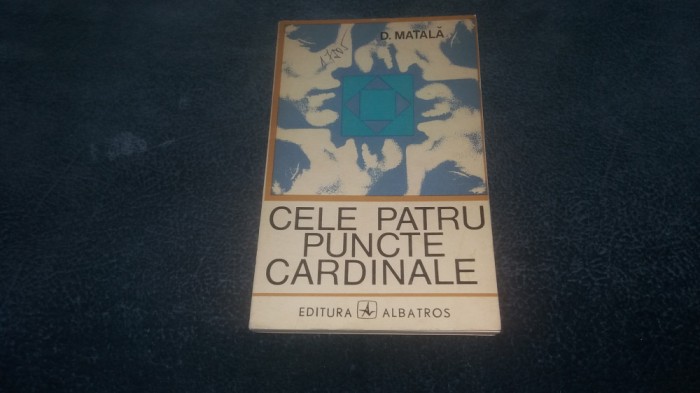 D. MATALĂ
CELE PATRU
PUNCTE
CARDINALE
EDITURA ALBATROS